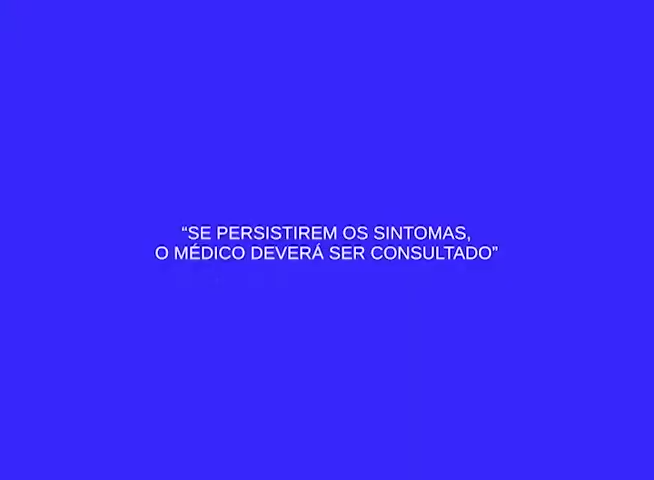 “SE PERSISTIREM OS SINTOMAS,
O MÉDICO DEVERÁ SER CONSULTADO”